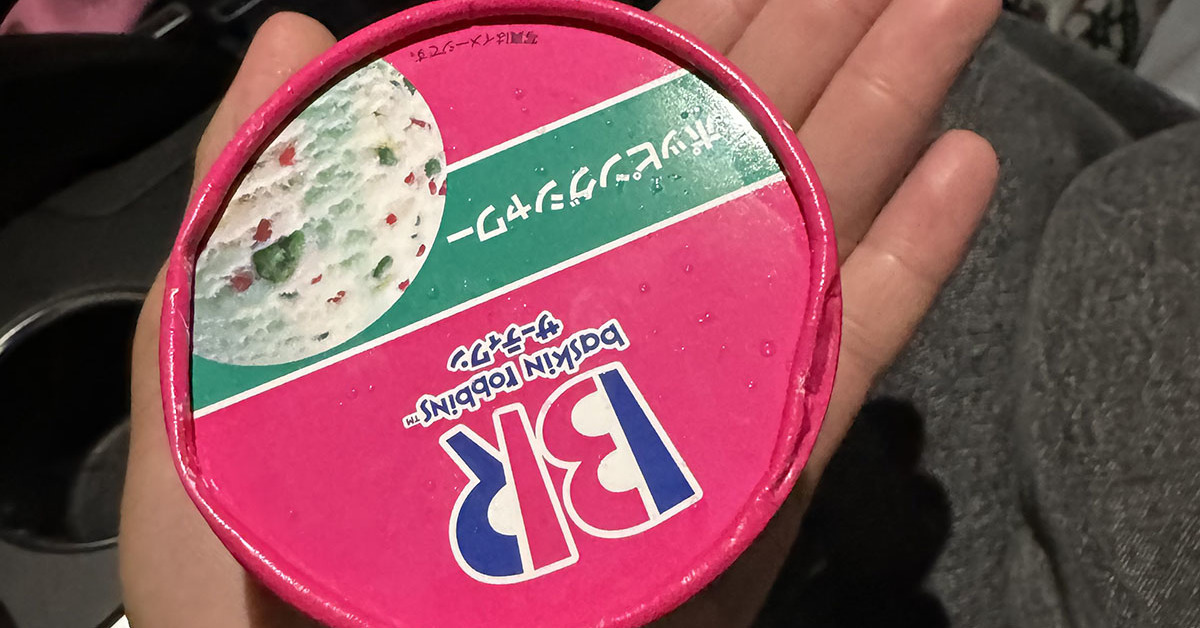 BR
baskin robbins™
サーティワン
ポッピングシャワー
写真はイメージです。